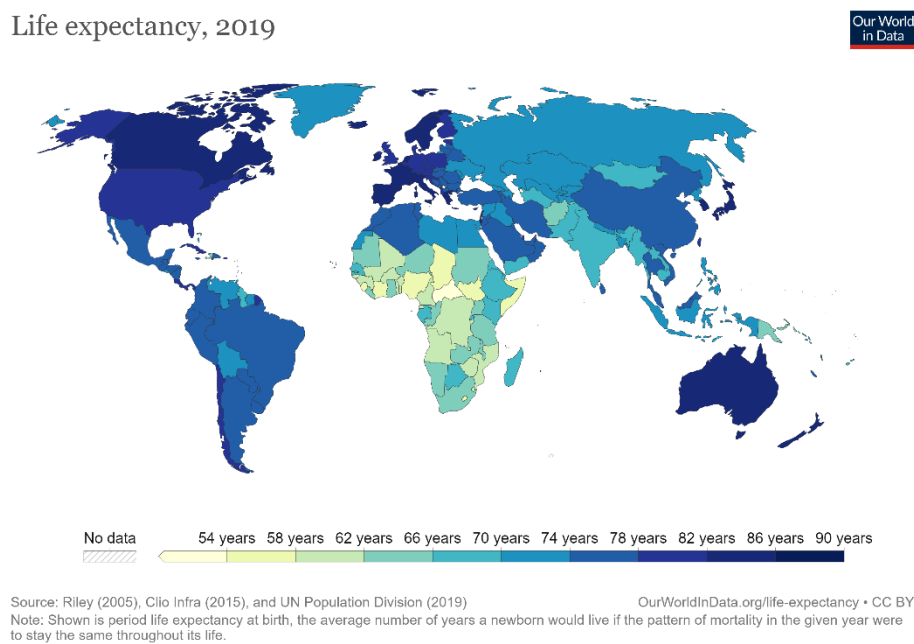 Life expectancy, 2019
Our World
in Data
No data
54 years
58 years
62 years
66 years
70 years
74 years
78 years
82 years
86 years
90 years
Source: Riley (2005), Clio Infra (2015), and UN Population Division (2019)
OurWorldInData.org/life-expectancy • CC BY
Note: Shown is period life expectancy at birth, the average number of years a newborn would live if the pattern of mortality in the given year were
to stay the same throughout its life.